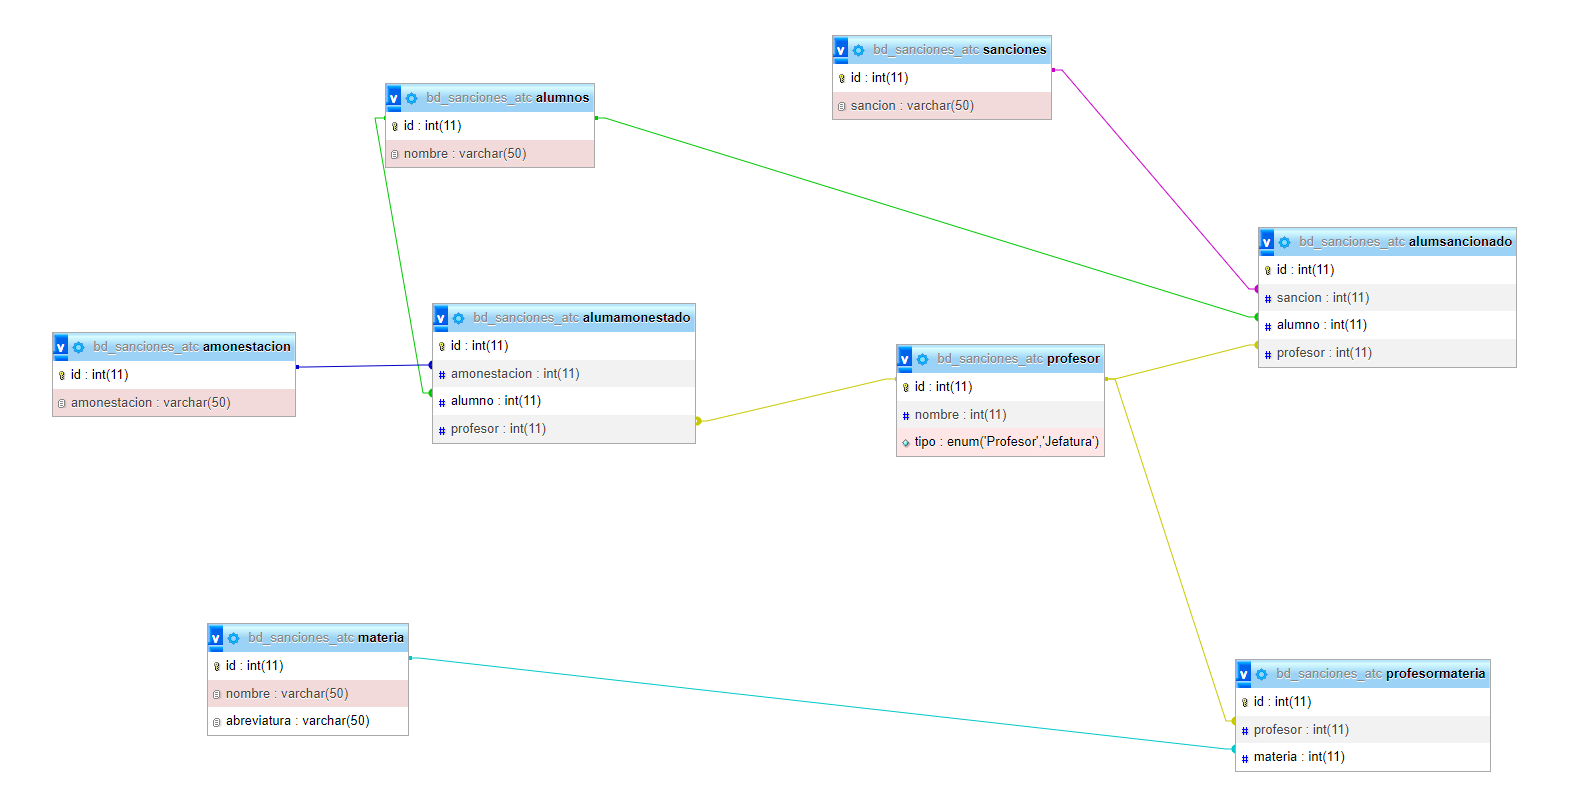 bd_sanciones_atc sanciones
id : int(11)
sancion : varchar(50)
bd_sanciones_atc alumnos
id : int(11)
nombre : varchar(50)
bd_sanciones_atc alumsancionado
id : int(11)
sancion : int(11)
alumno : int(11)
profesor : int(11)
bd_sanciones_atc alumamonestado
id : int(11)
amonestacion : int(11)
alumno : int(11)
profesor : int(11)
bd_sanciones_atc amonestacion
id : int(11)
amonestacion : varchar(50)
bd_sanciones_atc profesor
id : int(11)
nombre : int(11)
tipo : enum('Profesor','Jefatura')
bd_sanciones_atc materia
id : int(11)
nombre : varchar(50)
abreviatura : varchar(50)
bd_sanciones_atc profesormateria
id : int(11)
profesor : int(11)
materia : int(11)